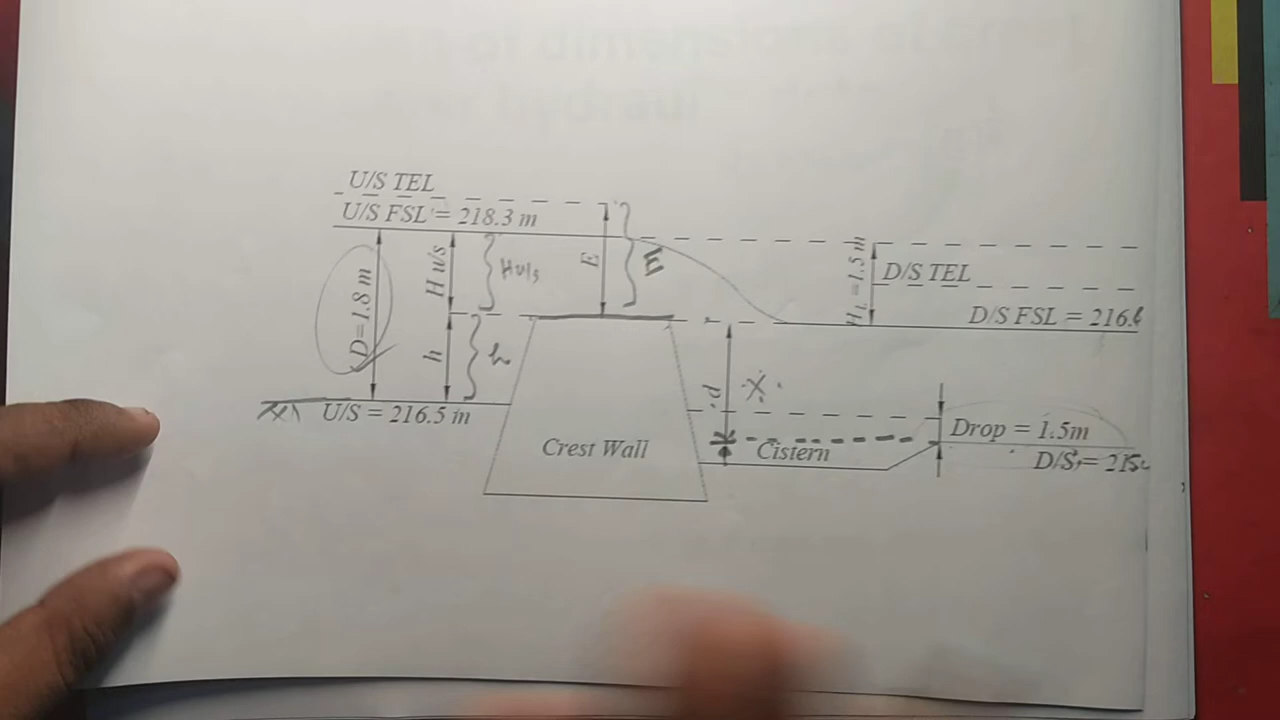 U/S TEL
U/S FSL = 218.3 m
D=1.8 m
H u/s
Hu/s
h
h
E
E
H L =1.5 m
D/S TEL
D/S FSL = 216.
d
X
U/S = 216.5 m
Crest Wall
Cistern
Drop = 1.5m
D/S = 215